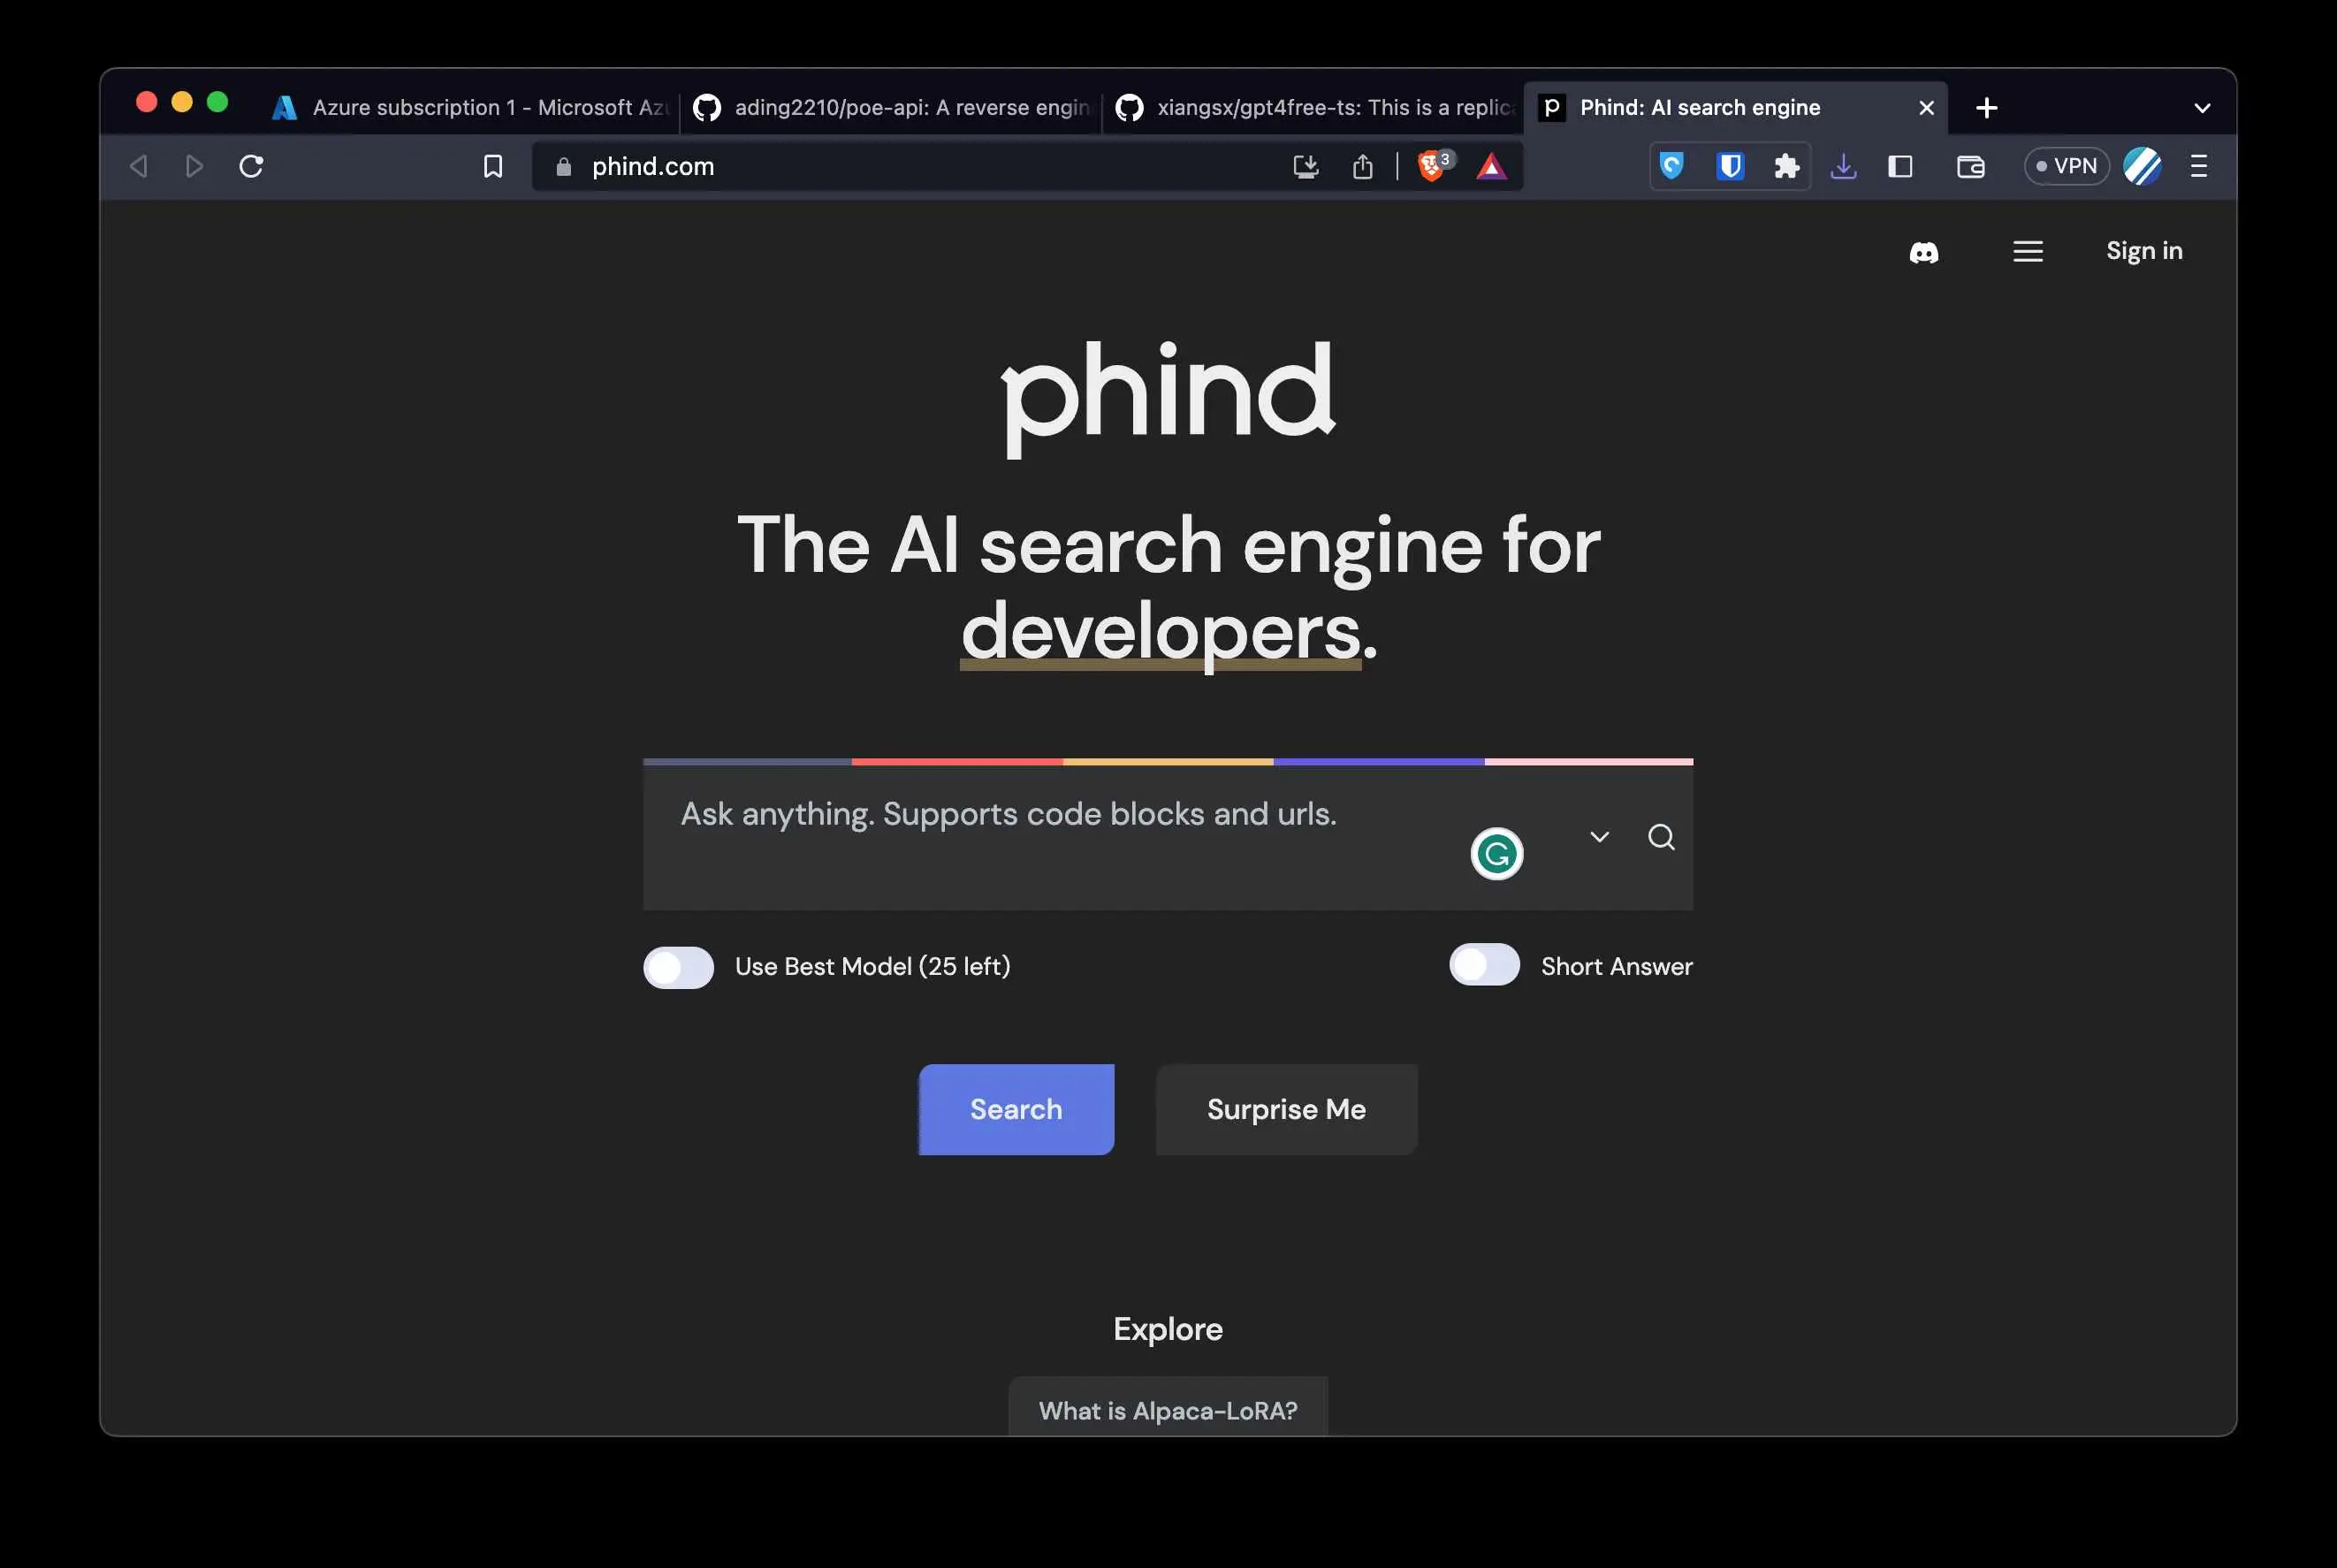 Azure subscription 1 - Microsoft Az
ading2210/poe-api: A reverse engin
xiangsx/gpt4free-ts: This is a replic
Phind: AI search engine
phind.com
3
VPN
Sign in
phind
The AI search engine for
developers.
Ask anything. Supports code blocks and urls.
Use Best Model (25 left)
Short Answer
Search
Surprise Me
Explore
What is Alpaca-LoRA?